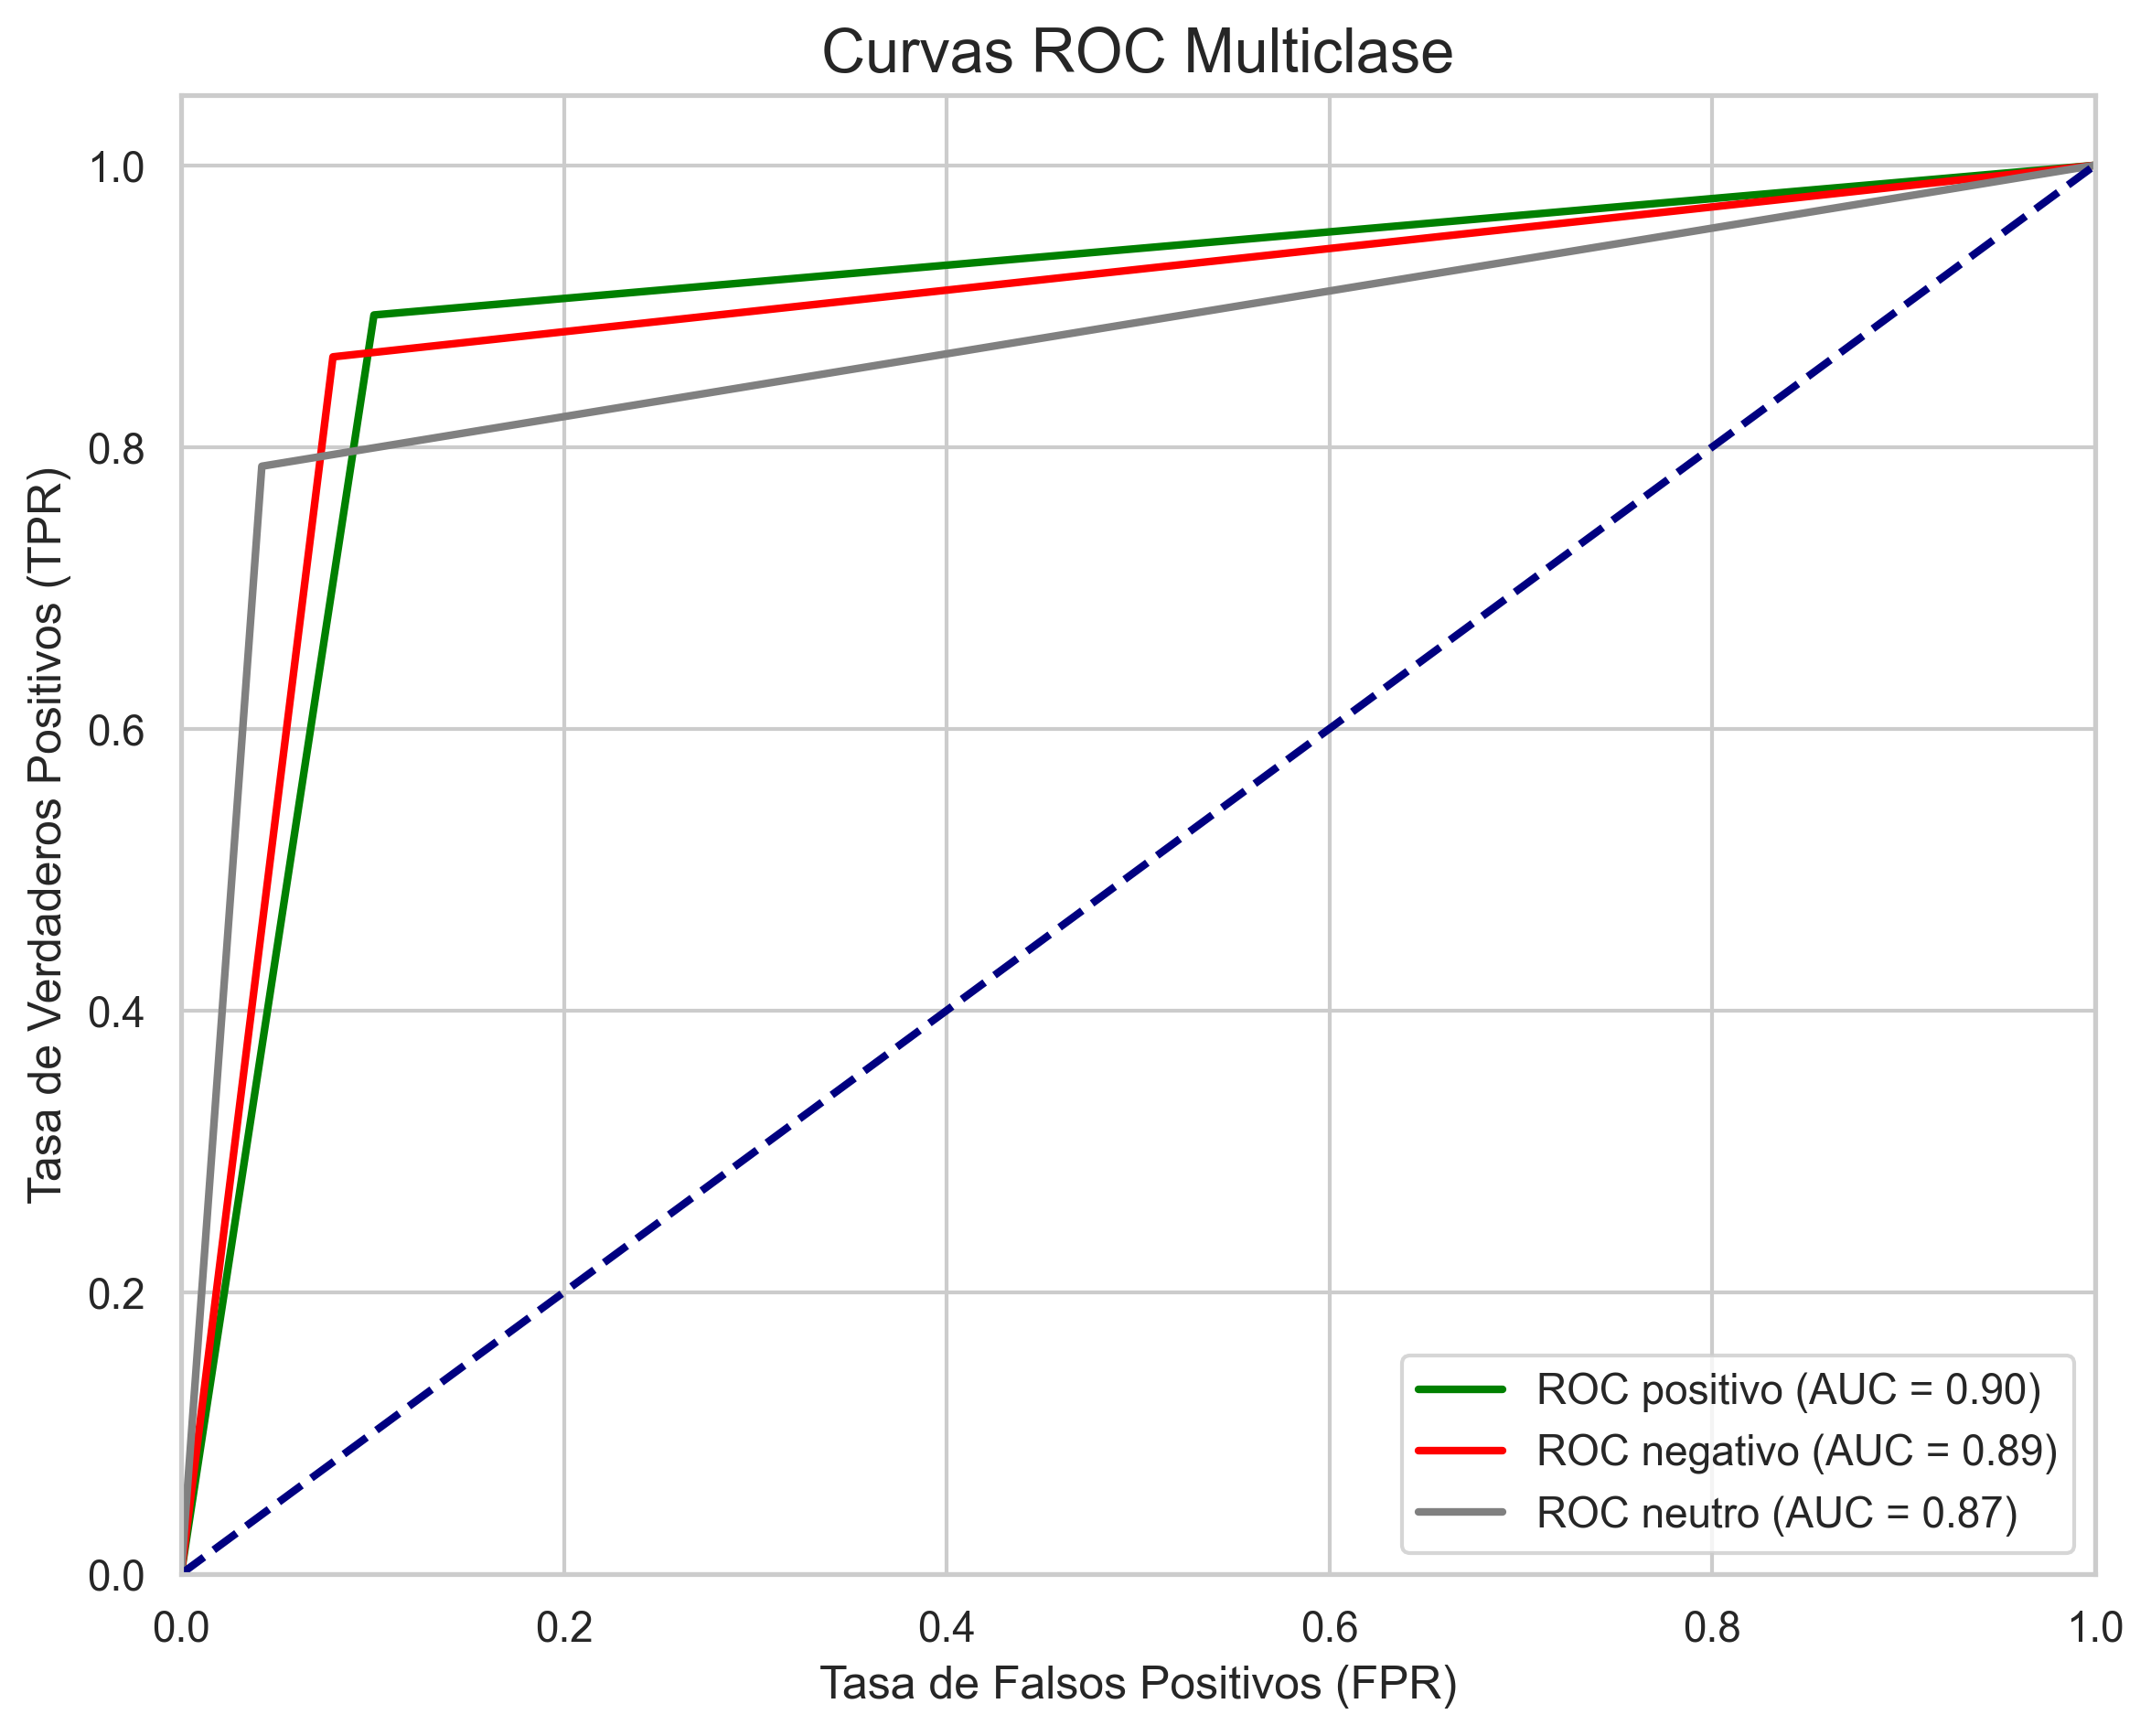 Curvas ROC Multiclase
Tasa de Verdaderos Positivos (TPR)
1.0
0.8
0.6
0.4
0.2
0.0
0.0 0.2 0.4 0.6 0.8 1.0
Tasa de Falsos Positivos (FPR)
ROC positivo (AUC = 0.90)
ROC negativo (AUC = 0.89)
ROC neutro (AUC = 0.87)